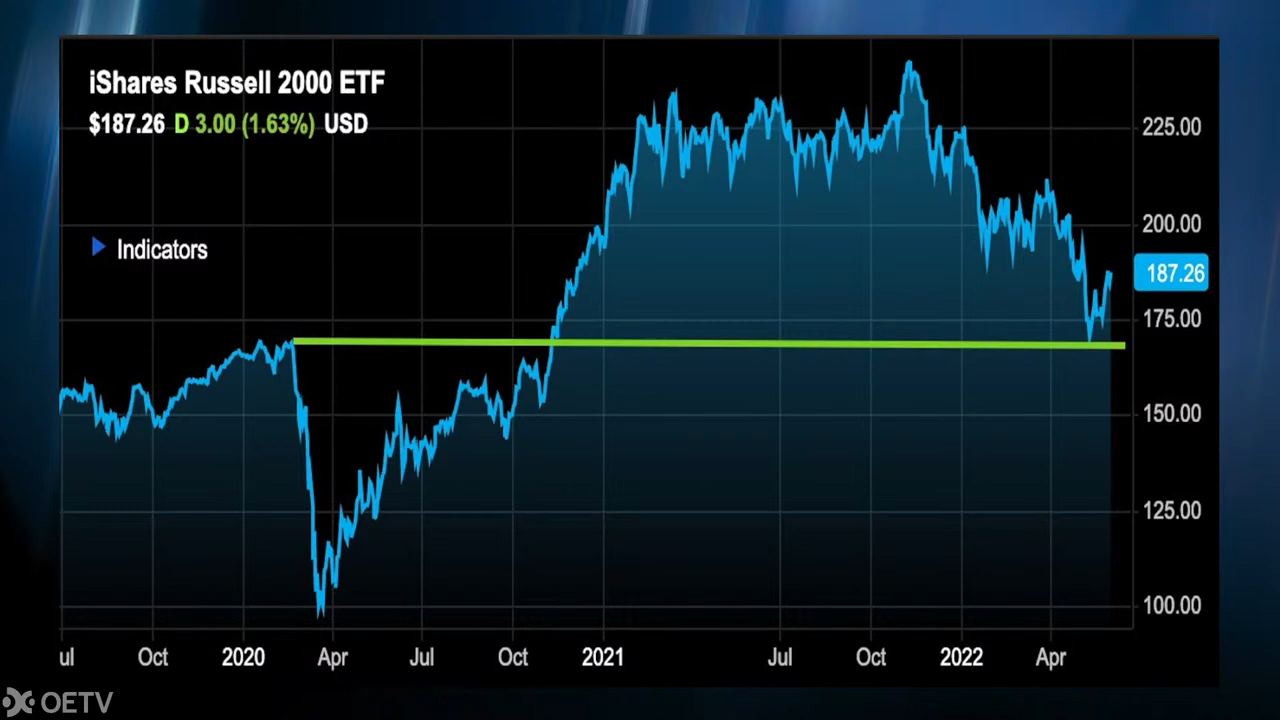 iShares Russell 2000 ETF
$187.26 D 3.00 (1.63%) USD
Indicators
225.00
200.00
187.26
175.00
150.00
125.00
100.00
ul Oct 2020 Apr Jul Oct 2021 Jul Oct 2022 Apr
OETV